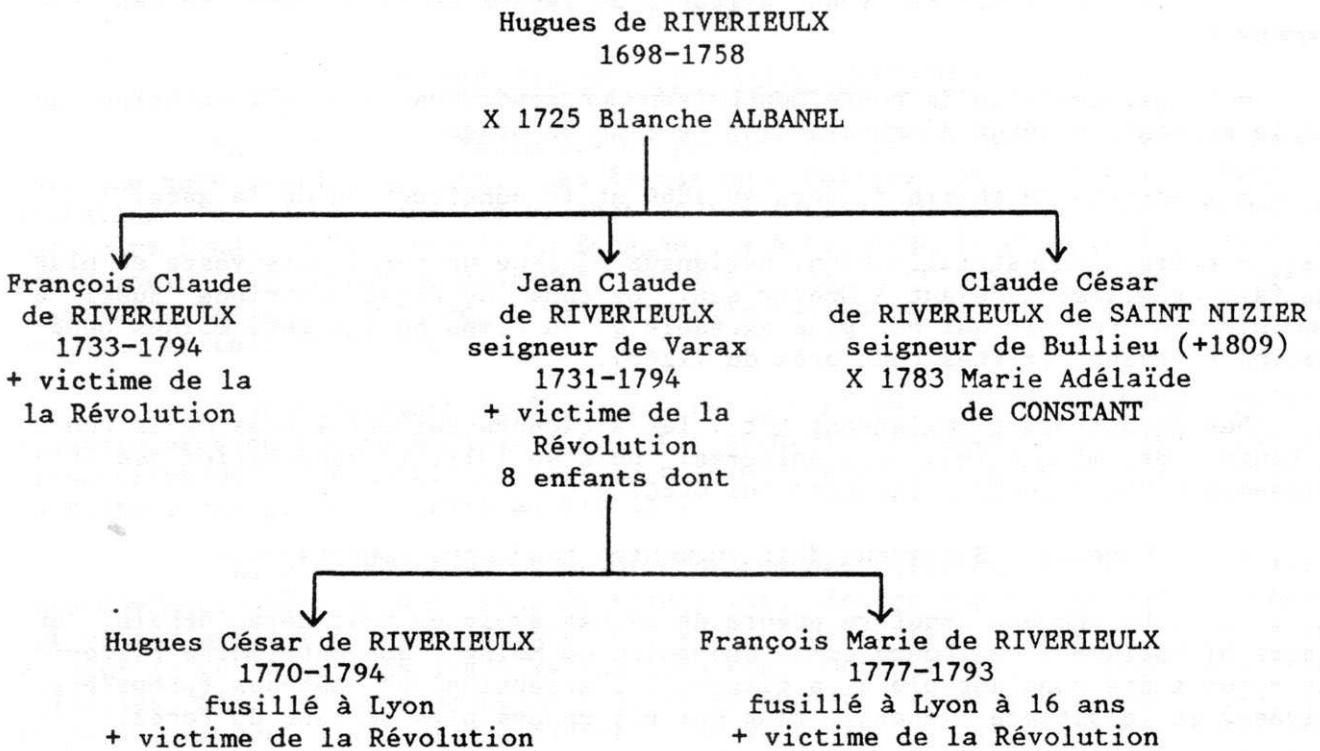 Hugues de RIVERIEULX
1698-1758
X 1725 Blanche ALBANEL
François Claude
de RIVERIEULX
1733-1794
+ victime de la
la Révolution
Jean Claude
de RIVERIEULX
seigneur de Varax
1731-1794
+ victime de la
Révolution
8 enfants dont
Claude César
de RIVERIEULX de SAINT NIZIER
seigneur de Bullieu (+1809)
X 1783 Marie Adélaïde
de CONSTANT
Hugues César de RIVERIEULX
1770-1794
fusillé à Lyon
+ victime de la Révolution
François Marie de RIVERIEULX
1777-1793
fusillé à Lyon à 16 ans
+ victime de la Révolution